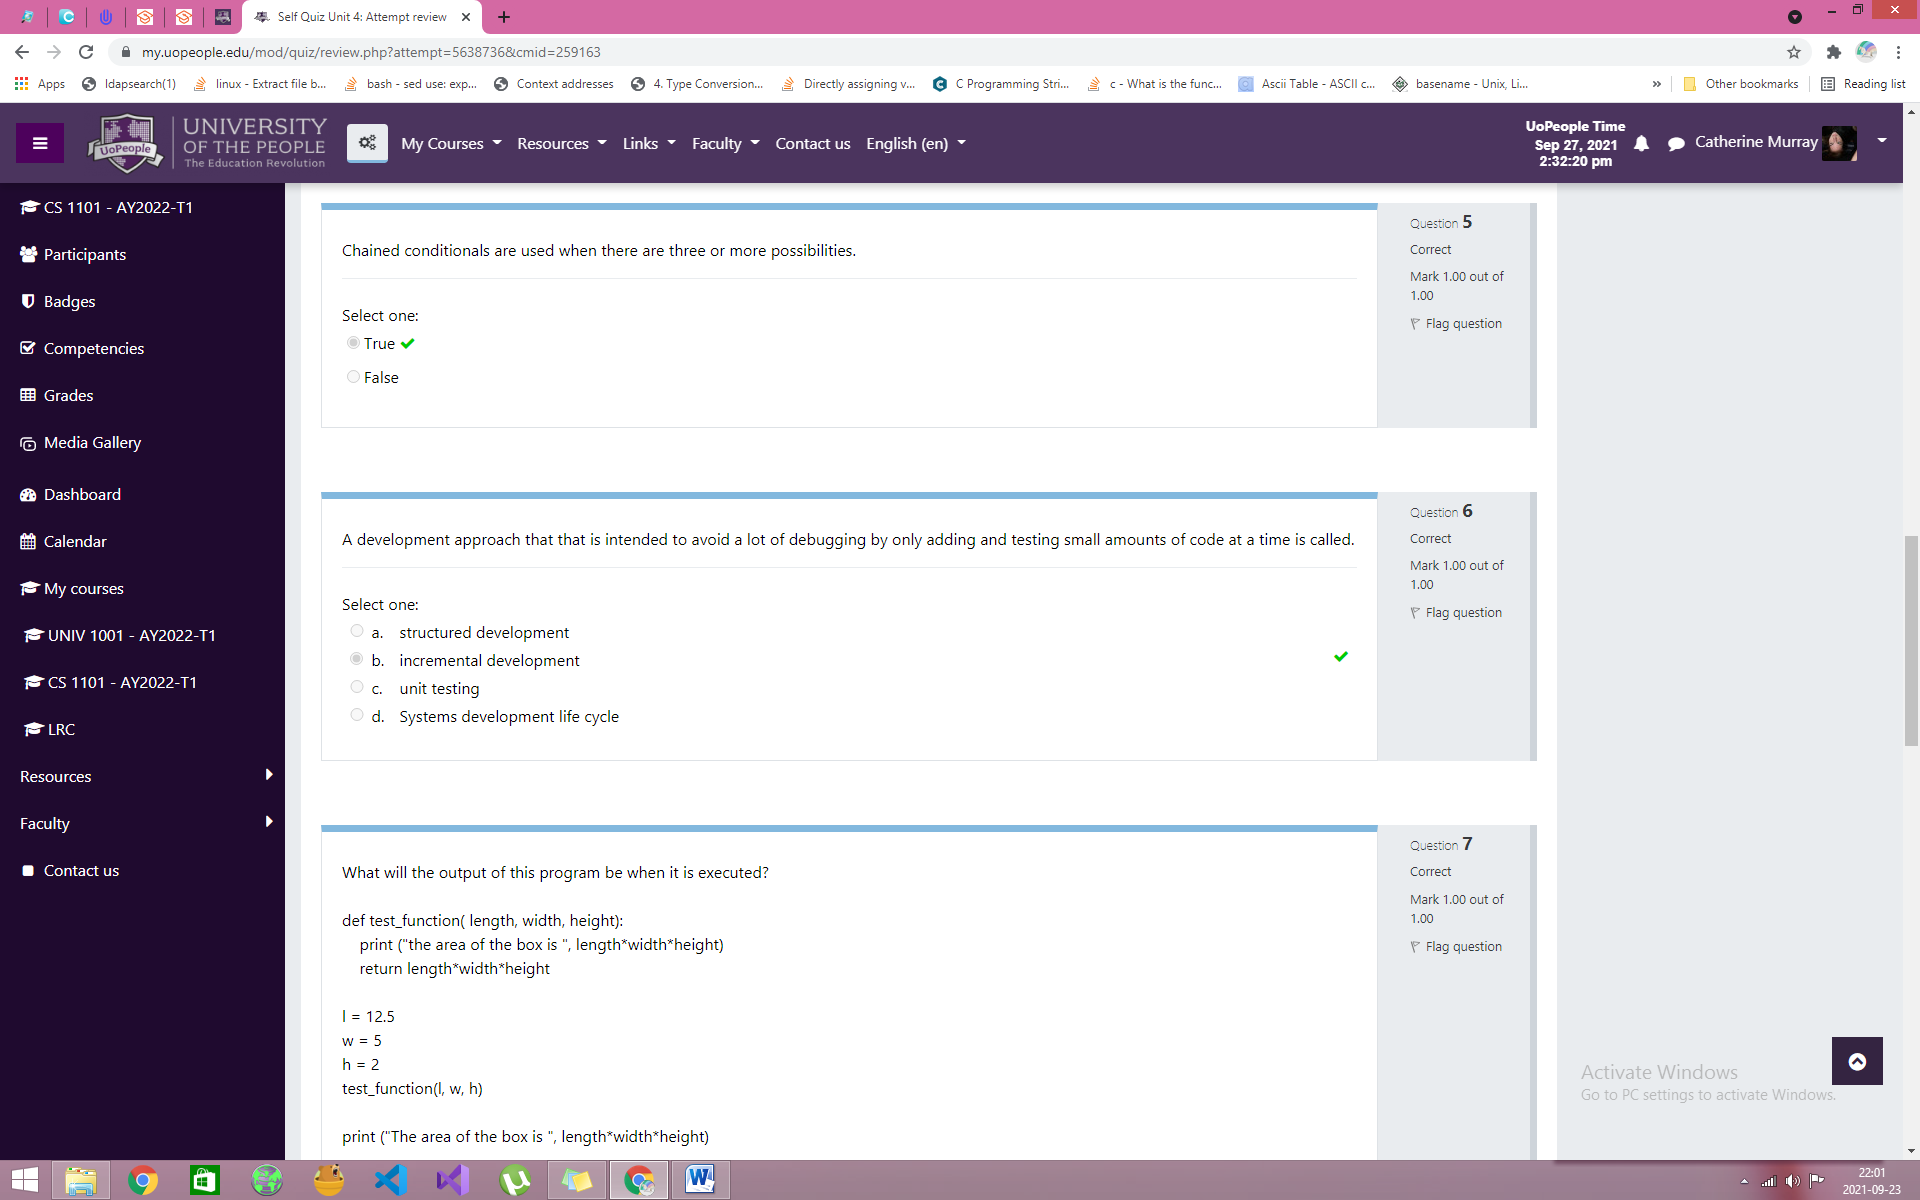 Self Quiz Unit 4: Attempt review
my.uopeople.edu/mod/quiz/review.php?attempt=5638736&cmid=259163
Apps
ldapsearch(1)
linux - Extract file b...
bash - sed use: exp...
Context addresses
4. Type Conversion...
Directly assigning v...
C Programming Stri...
c - What is the func...
Ascii Table - ASCII c...
basename - Unix, Li...
»
Other bookmarks
Reading list
UoPeople
UNIVERSITY
OF THE PEOPLE
The Education Revolution
My Courses
Resources
Links
Faculty
Contact us
English (en)
UoPeople Time
Sep 27, 2021
2:32:20 pm
Catherine Murray
CS 1101 - AY2022-T1
Participants
Badges
Competencies
Grades
Media Gallery
Dashboard
Calendar
My courses
UNIV 1001 - AY2022-T1
CS 1101 - AY2022-T1
LRC
Resources
Faculty
Contact us
Chained conditionals are used when there are three or more possibilities.
Select one:
True
False
Question 5
Correct
Mark 1.00 out of
1.00
Flag question
A development approach that that is intended to avoid a lot of debugging by only adding and testing small amounts of code at a time is called.
Select one:
a. structured development
b. incremental development
c. unit testing
d. Systems development life cycle
Question 6
Correct
Mark 1.00 out of
1.00
Flag question
What will the output of this program be when it is executed?
def test_function( length, width, height):
print ("the area of the box is ", length*width*height)
return length*width*height
l = 12.5
w = 5
h = 2
test_function(l, w, h)
print ("The area of the box is ", length*width*height)
Question 7
Correct
Mark 1.00 out of
1.00
Flag question
Activate Windows
Go to PC settings to activate Windows.
22:01
2021-09-23